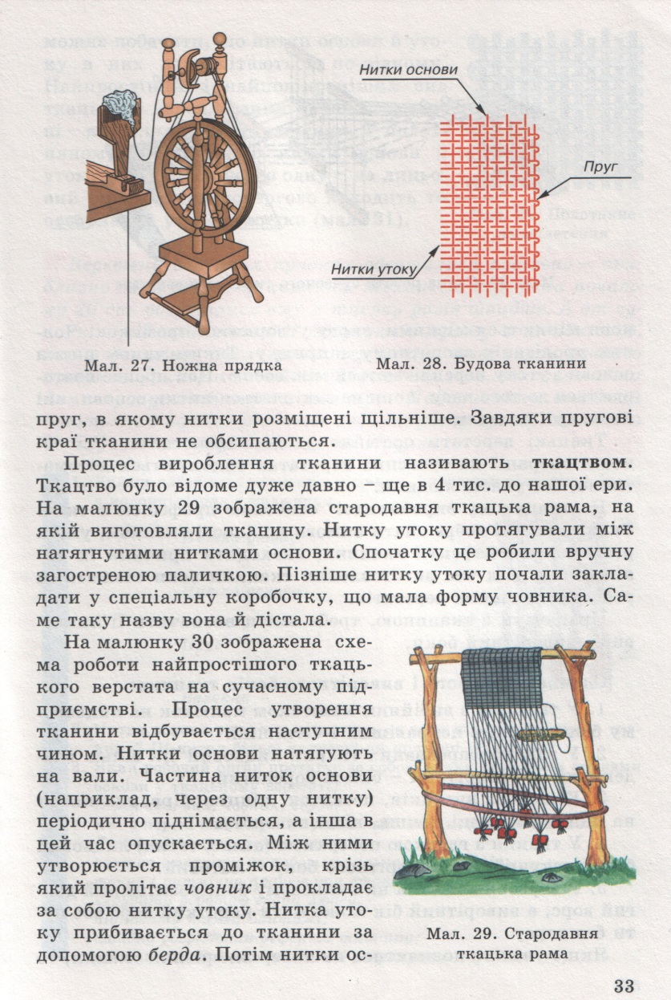 Нитки основи
Пруг
Нитки утоку
Мал. 27. Ножна прядка
Мал. 28. Будова тканини
пруг, в якому нитки розміщені щільніше. Завдяки пругові
краї тканини не обсипаються.
Процес вироблення тканини називають ткацтвом.
Ткацтво було відоме дуже давно – ще в 4 тис. до нашої ери.
На малюнку 29 зображена стародавня ткацька рама, на
якій виготовляли тканину. Нитку утоку протягували між
натягнутими нитками основи. Спочатку це робили вручну
загостреною паличкою. Пізніше нитку утоку почали закла-
дати у спеціальну коробочку, що мала форму човника. Са-
ме таку назву вона й дістала.
На малюнку 30 зображена схе-
ма роботи найпростішого ткаць-
кого верстата на сучасному під-
приємстві. Процес утворення
тканини відбувається наступним
чином. Нитки основи натягують
на вали. Частина ниток основи
(наприклад, через одну нитку)
періодично піднімається, а інша в
цей час опускається. Між ними
утворюється проміжок, крізь
який пролітає човник і прокладає
за собою нитку утоку. Нитка уто-
ку прибивається до тканини за
допомогою берда. Потім нитки ос-
Мал. 29. Стародавня
ткацька рама
33